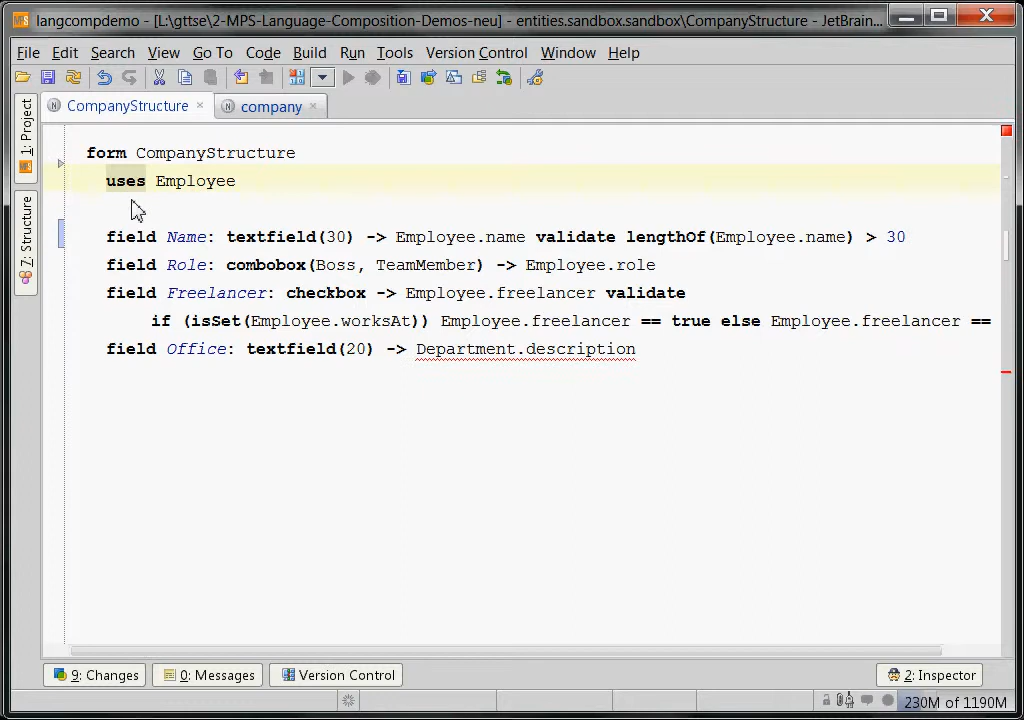 langcompdemo - [L:\gttse\2-MPS-Language-Composition-Demos-neu] - entities.sandbox.sandbox\CompanyStructure - JetBrain...
File Edit Search View Go To Code Build Run Tools Version Control Window Help
CompanyStructure company
1: Project
Z: Structure
form CompanyStructure
uses Employee
field Name: textfield(30) -> Employee.name validate lengthOf(Employee.name) > 30
field Role: combobox(Boss, TeamMember) -> Employee.role
field Freelancer: checkbox -> Employee.freelancer validate
if (isSet(Employee.worksAt)) Employee.freelancer == true else Employee.freelancer ==
field Office: textfield(20) -> Department.description
9: Changes 0: Messages Version Control 2: Inspector
230M of 1190M